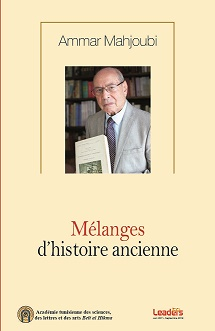 Ammar Mahjoubi
Mélanges
d'histoire ancienne
Académie tunisienne des sciences,
des lettres et des arts Beït al-Hikma
Leaders